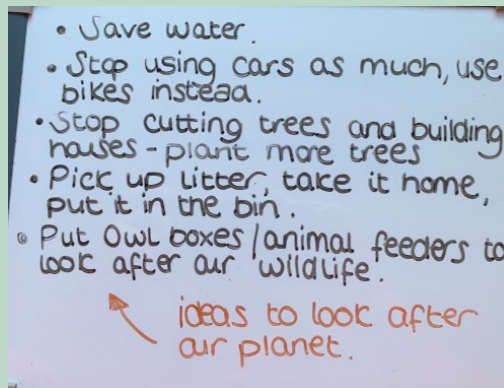 • Save water.
• Stop using cars as much, use
bikes instead.
• Stop cutting trees and building
houses - plant more trees
• Pick up litter, take it home,
put it in the bin.
• Put Owl boxes/animal feeders to
look after our wildlife.
ideas to look after
our planet.